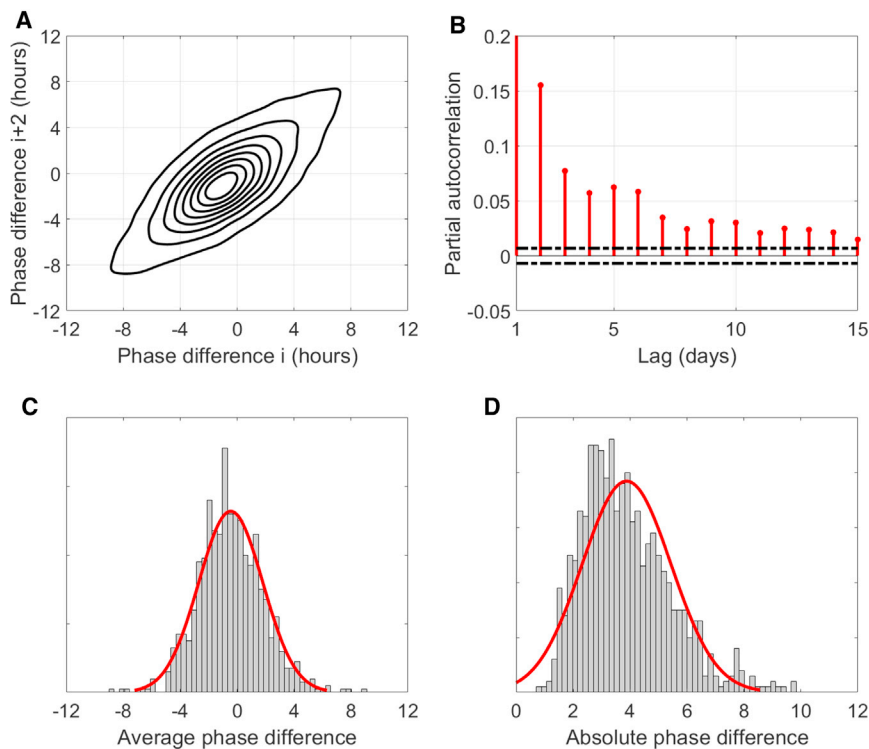 A
Phase difference i+2 (hours)
12
8
4
0
-4
-8
-12
-12 -8 -4 0 4 8 12
Phase difference i (hours)
B
Partial autocorrelation
0.2
0.15
0.1
0.05
0
-0.05
1 5 10 15
Lag (days)
C
-12 -8 -4 0 4 8 12
Average phase difference
D
0 2 4 6 8 10 12
Absolute phase difference